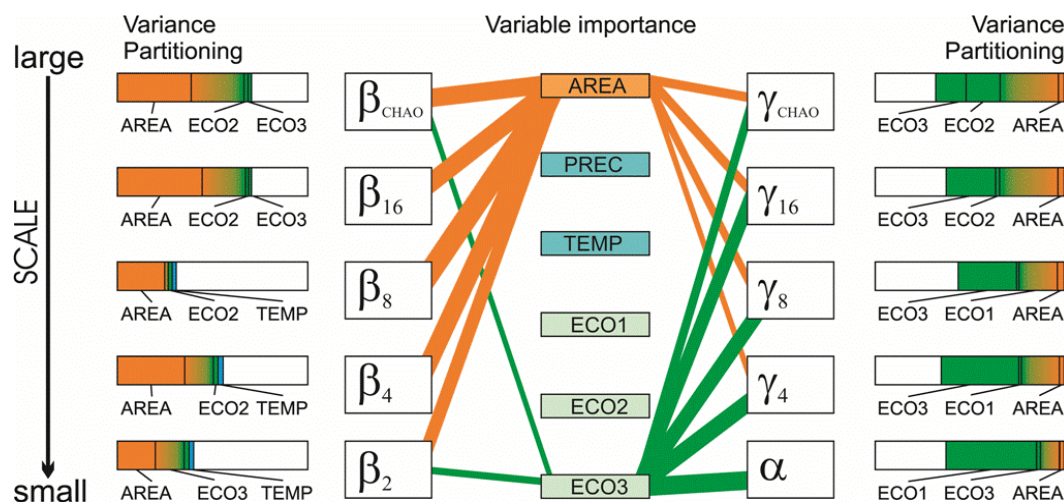 Variance
Partitioning
Variable importance
Variance
Partitioning
large
SCALE
small
AREA ECO2 ECO3
AREA ECO2 ECO3
AREA ECO2 TEMP
AREA ECO2 TEMP
AREA ECO3 TEMP
βCHAO
β16
β8
β4
β2
AREA
PREC
TEMP
ECO1
ECO2
ECO3
γCHAO
γ16
γ8
γ4
α
ECO3 ECO2 AREA
ECO3 ECO2 AREA
ECO3 ECO1 AREA
ECO3 ECO1 AREA
ECO1 ECO3 AREA